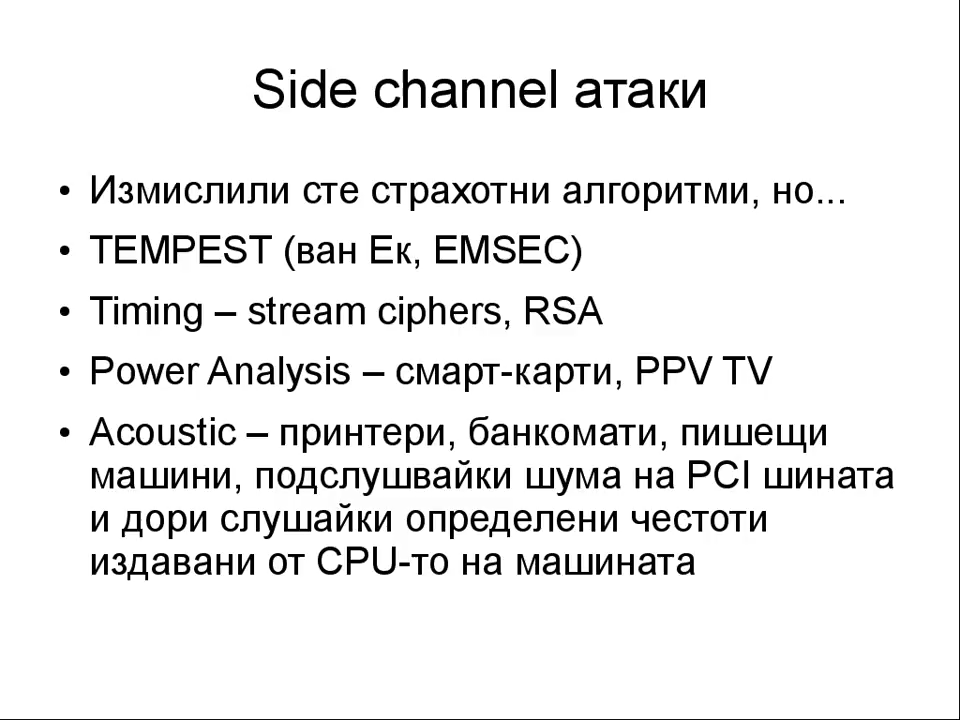 Side channel атаки
• Измислили сте страхотни алгоритми, но...
• TEMPEST (ван Ек, EMSEC)
• Timing – stream ciphers, RSA
• Power Analysis – смарт-карти, PPV TV
• Acoustic – принтери, банкомати, пишещи
машини, подслушвайки шума на PCI шината
и дори слушайки определени честоти
издавани от CPU-то на машината